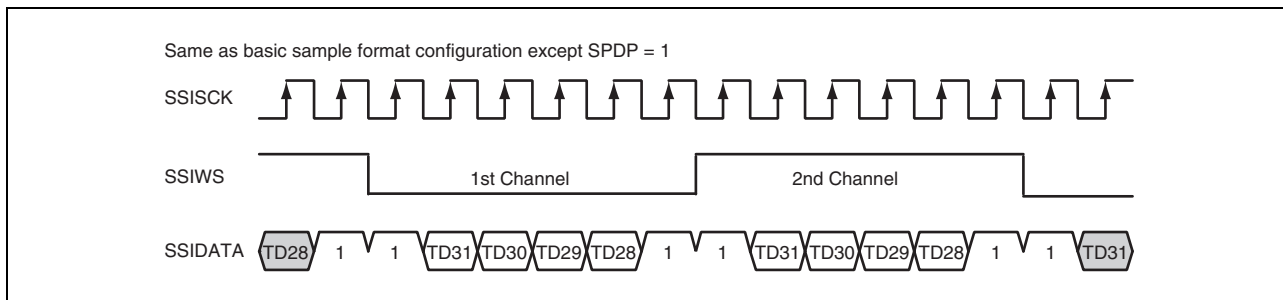 Same as basic sample format configuration except SPDP = 1
SSISCK
SSIWS 1st Channel 2nd Channel
SSIDATA TD28 1 1 TD31 TD30 TD29 TD28 1 1 TD31 TD30 TD29 TD28 1 1 TD31